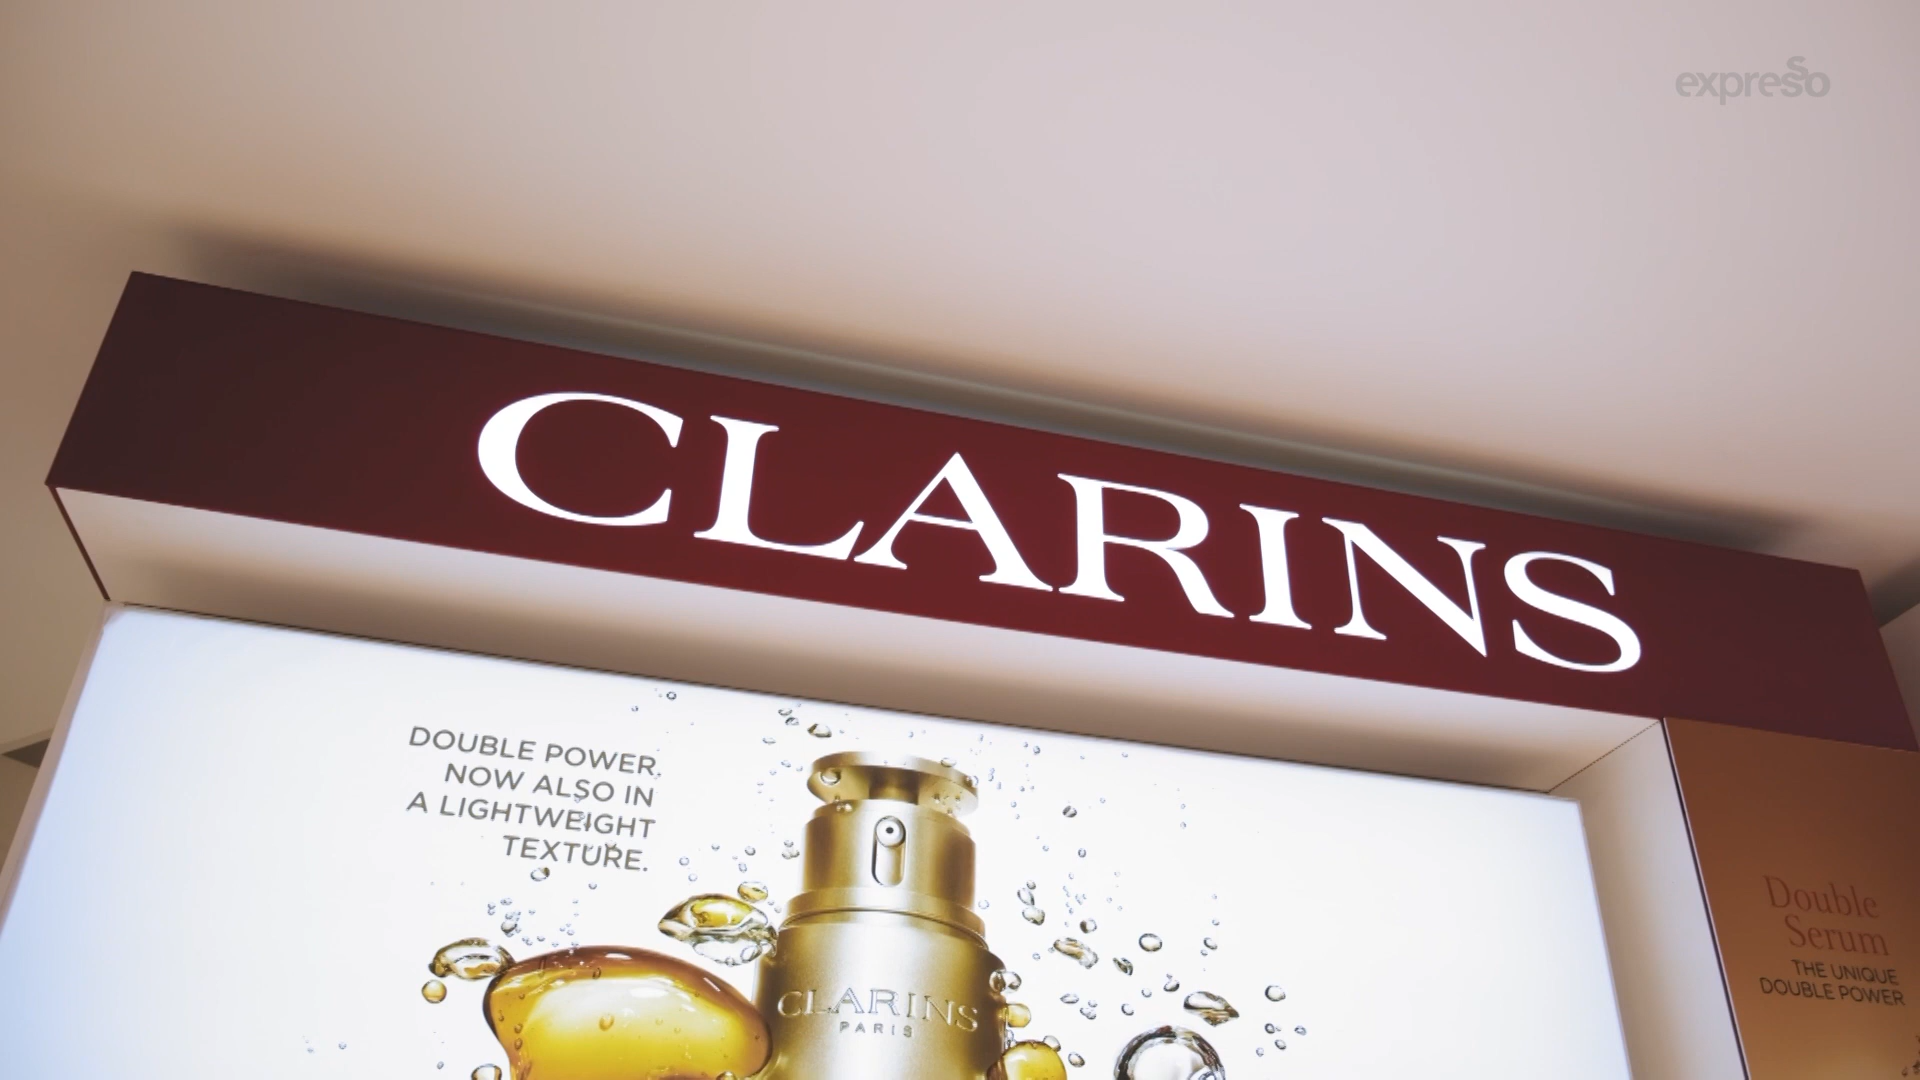 expresso
CLARINS
DOUBLE POWER.
NOW ALSO IN
A LIGHTWEIGHT
TEXTURE.
CLARINS
PARIS
Double
Serum
THE UNIQUE
DOUBLE POWER